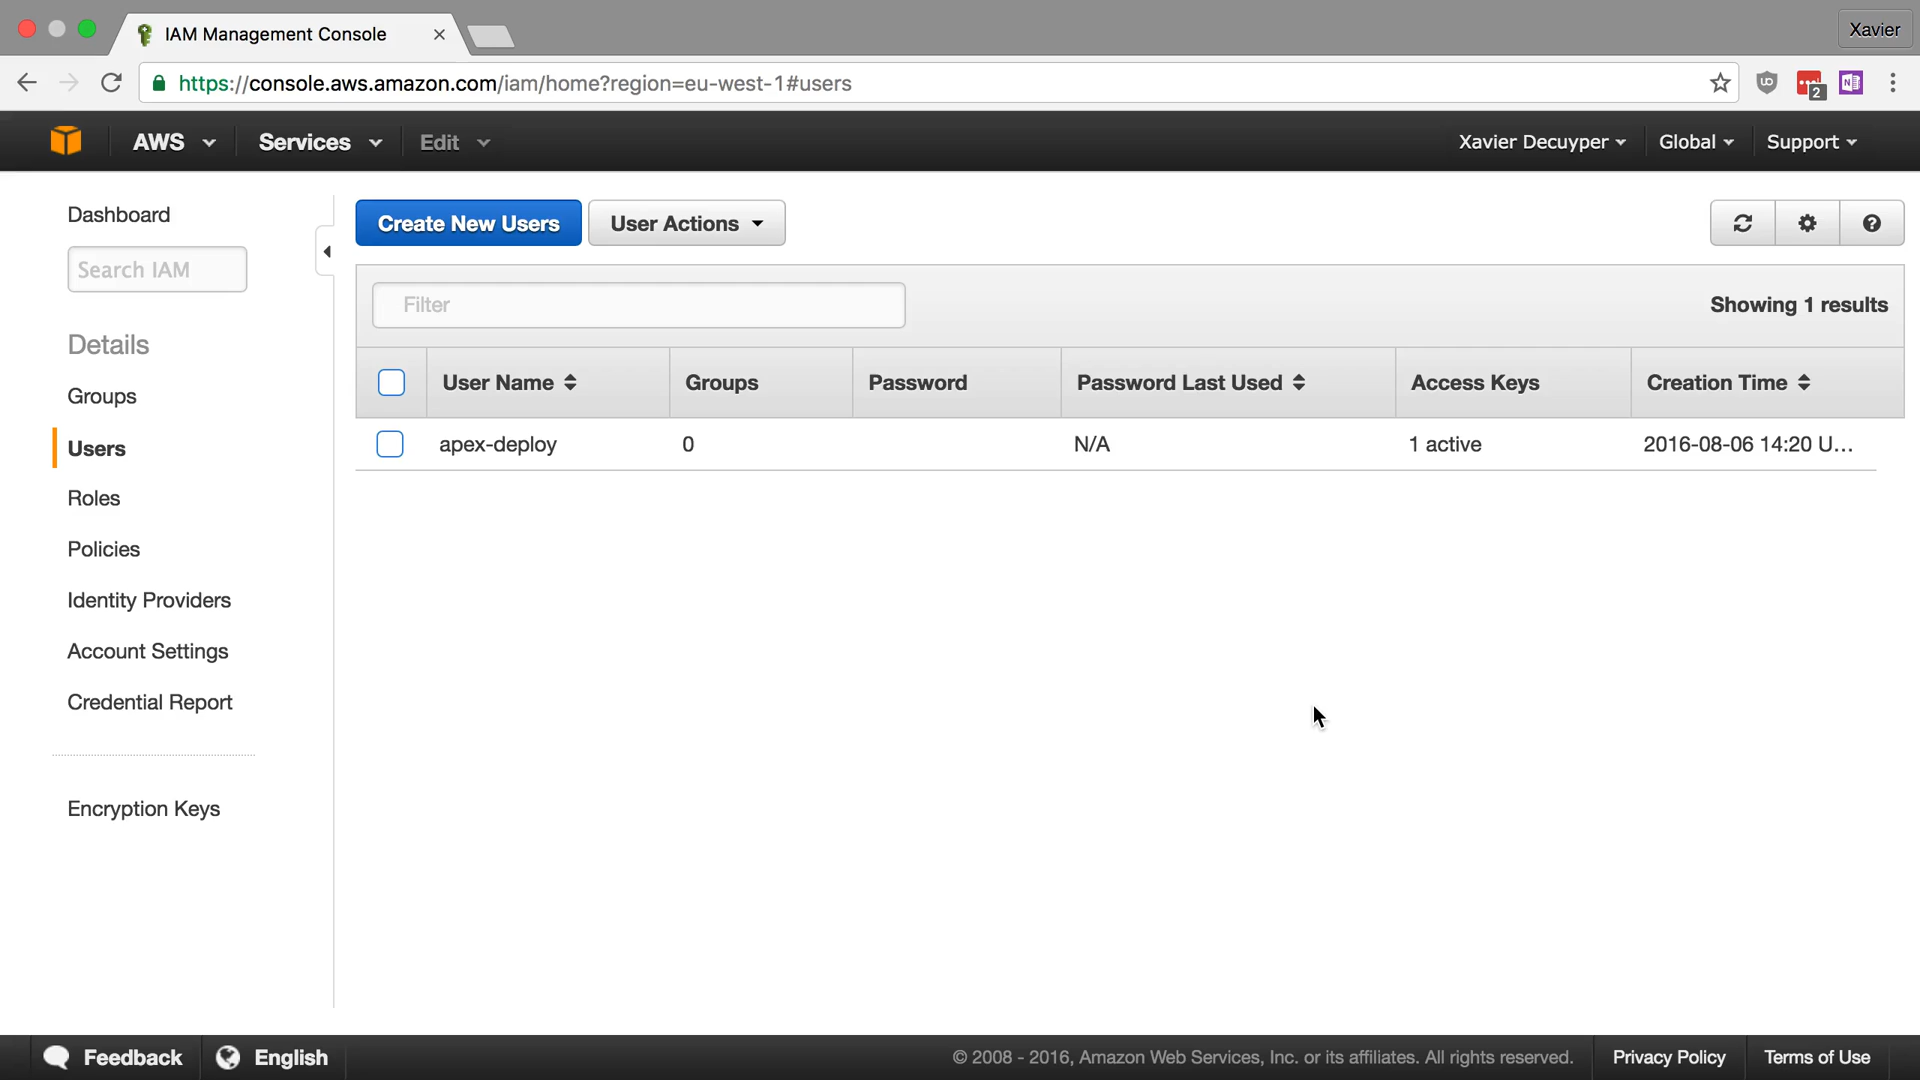 IAM Management Console
Xavier
https://console.aws.amazon.com/iam/home?region=eu-west-1#users
2
AWS
Services
Edit
Xavier Decuyper
Global
Support
Dashboard
Search IAM
Details
Groups
Users
Roles
Policies
Identity Providers
Account Settings
Credential Report
Encryption Keys
Create New Users
User Actions
Filter
Showing 1 results
User Name Groups Password Password Last Used Access Keys Creation Time
apex-deploy 0 N/A 1 active 2016-08-06 14:20 U...
Feedback
English
© 2008 - 2016, Amazon Web Services, Inc. or its affiliates. All rights reserved.
Privacy Policy
Terms of Use